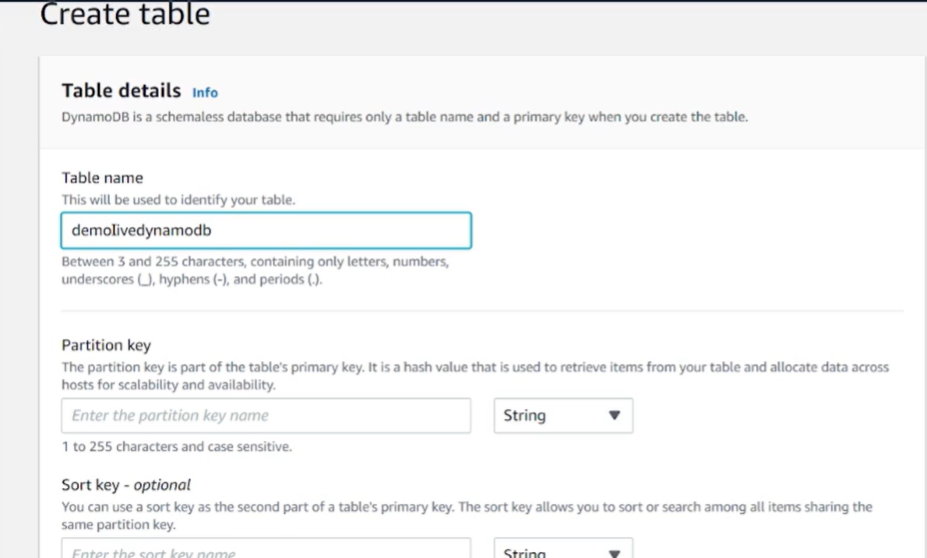 Create table
Table details Info
DynamoDB is a schemaless database that requires only a table name and a primary key when you create the table.
Table name
This will be used to identify your table.
demolivedynamodb
Between 3 and 255 characters, containing only letters, numbers,
underscores (_), hyphens (-), and periods (.).
Partition key
The partition key is part of the table's primary key. It is a hash value that is used to retrieve items from your table and allocate data across
hosts for scalability and availability.
Enter the partition key name String
1 to 255 characters and case sensitive.
Sort key - optional
You can use a sort key as the second part of a table's primary key. The sort key allows you to sort or search among all items sharing the
same partition key.
Enter the sort key name String